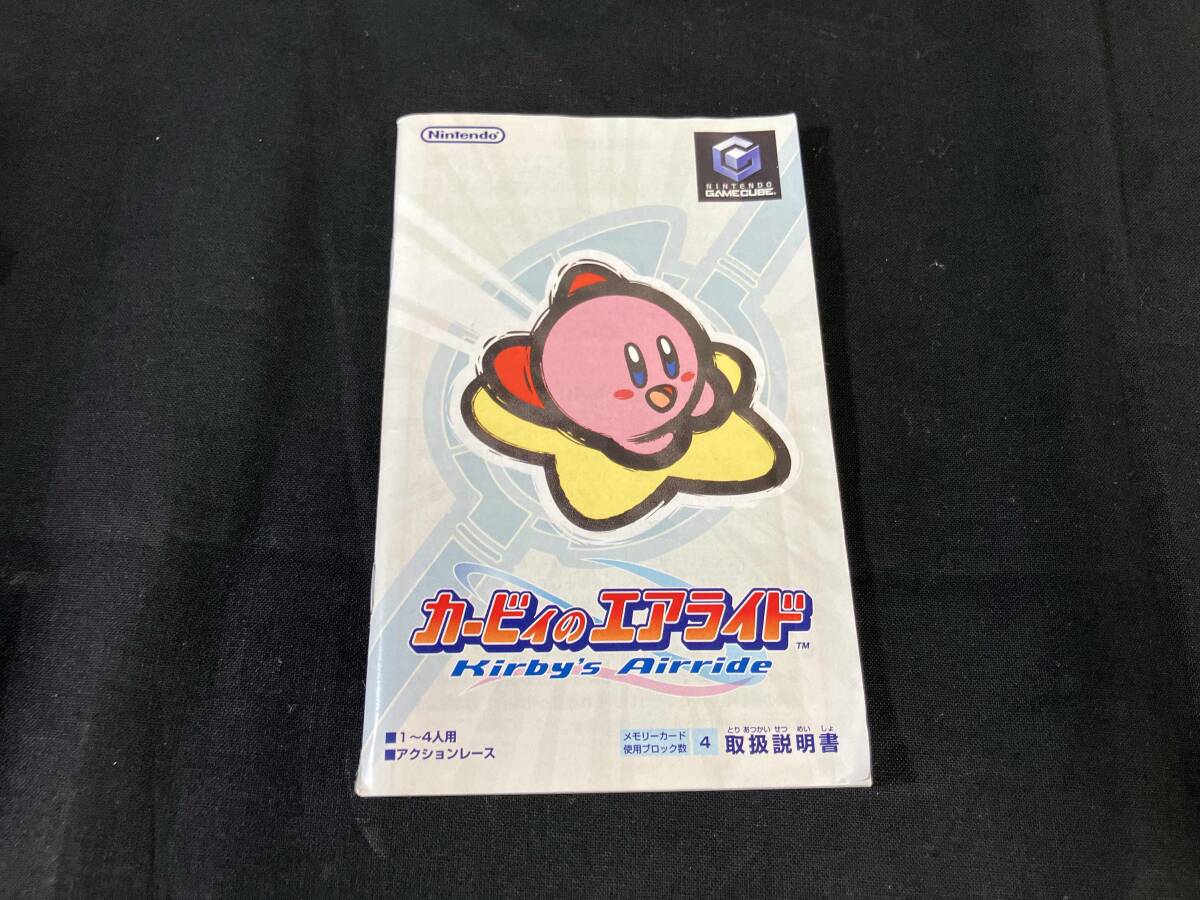 Nintendo®
NINTENDO
GAMECUBE™
カービィのエアライド™
Kirby's Airride
■1～4人用
■アクションレース
メモリーカード
使用ブロック数 4
とりあつかい せつ めい しょ
取扱説明書